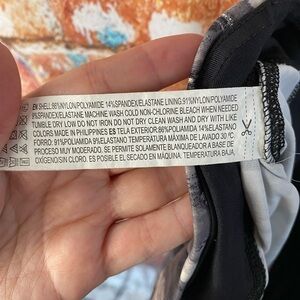 EN SHELL:86%NYLON/POLYAMIDE 14%SPANDEX/ELASTANE LINING:91%NYLON/POLYAMIDE
9%SPANDEX/ELASTANE MACHINE WASH COLD NON-CHLORINE BLEACH WHEN NEEDED
TUMBLE DRY LOW DO NOT IRON DO NOT DRY CLEAN WASH AND DRY WITH LIKE
COLORS MADE IN PHILIPPINES ES TELA EXTERIOR:86%POLIAMIDA 14%ELASTANO
FORRO: 91%POLIAMIDA 9%ELASTANO TEMPERATURA MÁXIMA DE LAVADO 30 ºC.
PROCESO MUY MODERADO. SE PERMITE SOLAMENTE BLANQUEADOR A BASE DE
OXÍGENO/SIN CLORO. ES POSIBLE EL SECADO EN MÁQUINA. TEMPERATURA BAJA,